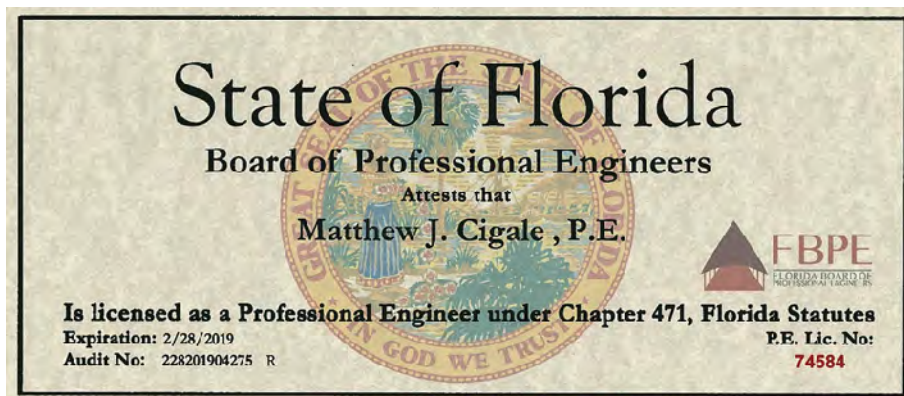 State of Florida
Board of Professional Engineers
Attests that
Matthew J. Cigale , P.E.
FBPE
FLORIDA BOARD OF
PROFESSIONAL ENGINEERS
Is licensed as a Professional Engineer under Chapter 471, Florida Statutes
Expiration: 2/28/2019
P.E. Lic. No:
Audit No: 228201904275 R
74584
GREAT SEAL OF THE STATE OF FLORIDA
IN GOD WE TRUST